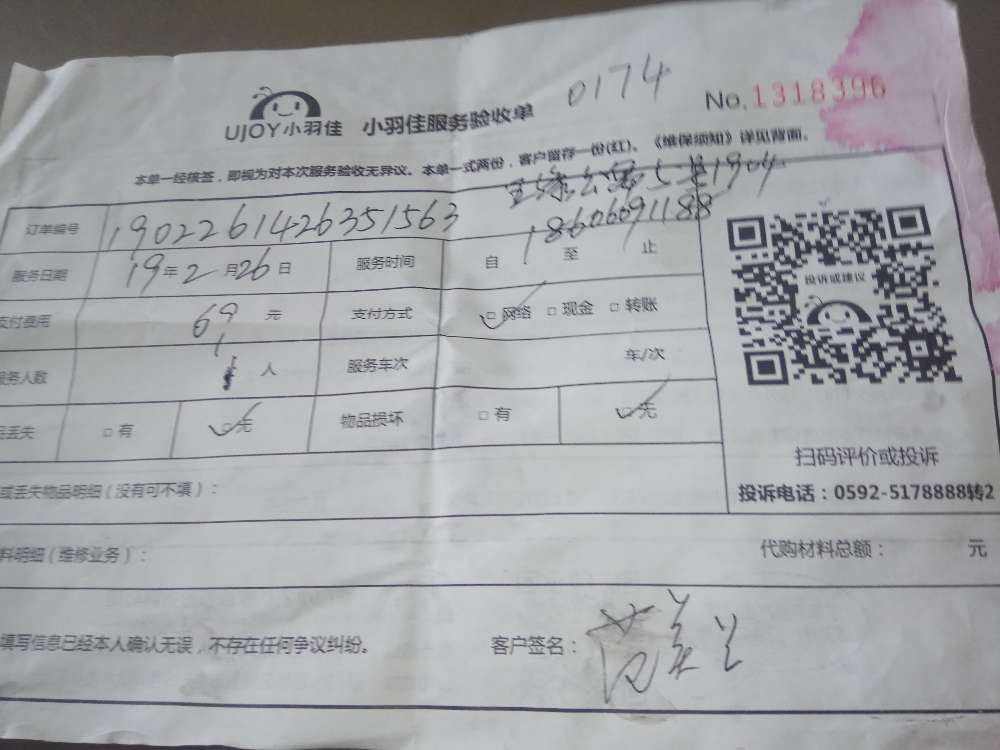 UJOY小羽佳 小羽佳服务验收单 0174 No.1318396
本单一经核签，即视为对本次服务验收无异议。本单一式两份，客户留存一份(红)。《维保须知》详见背面。
1904
18606691188
订单编号 1902261426351563
服务日期 19年2月26日 服务时间 自 至 止
支付费用 69元 支付方式 ☑网络 □现金 □转账
服务人数 1人 服务车次 车/次
品丢失 □有 ☑无 物品损坏 □有 ☑无
投诉或建议
扫码评价或投诉
投诉电话：0592-5178888转2
或丢失物品明细（没有可不填）：
料明细（维修业务）： 代购材料总额： 元
填写信息已经本人确认无误，不存在任何争议纠纷。 客户签名：